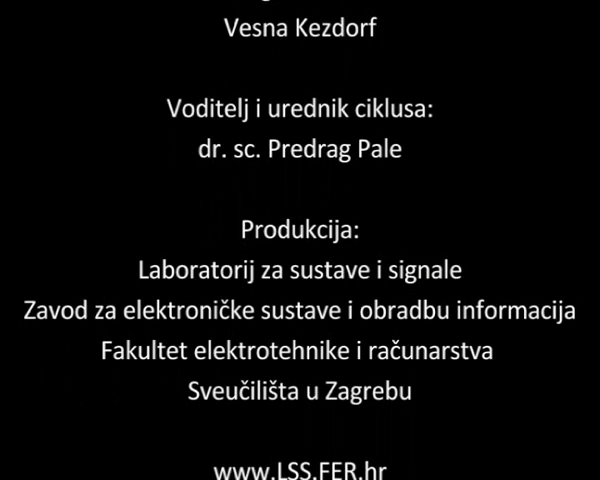 Vesna Kezdorf
Voditelj i urednik ciklusa:
dr. sc. Predrag Pale
Produkcija:
Laboratorij za sustave i signale
Zavod za elektroničke sustave i obradbu informacija
Fakultet elektrotehnike i računarstva
Sveučilišta u Zagrebu
www.LSS.FER.hr